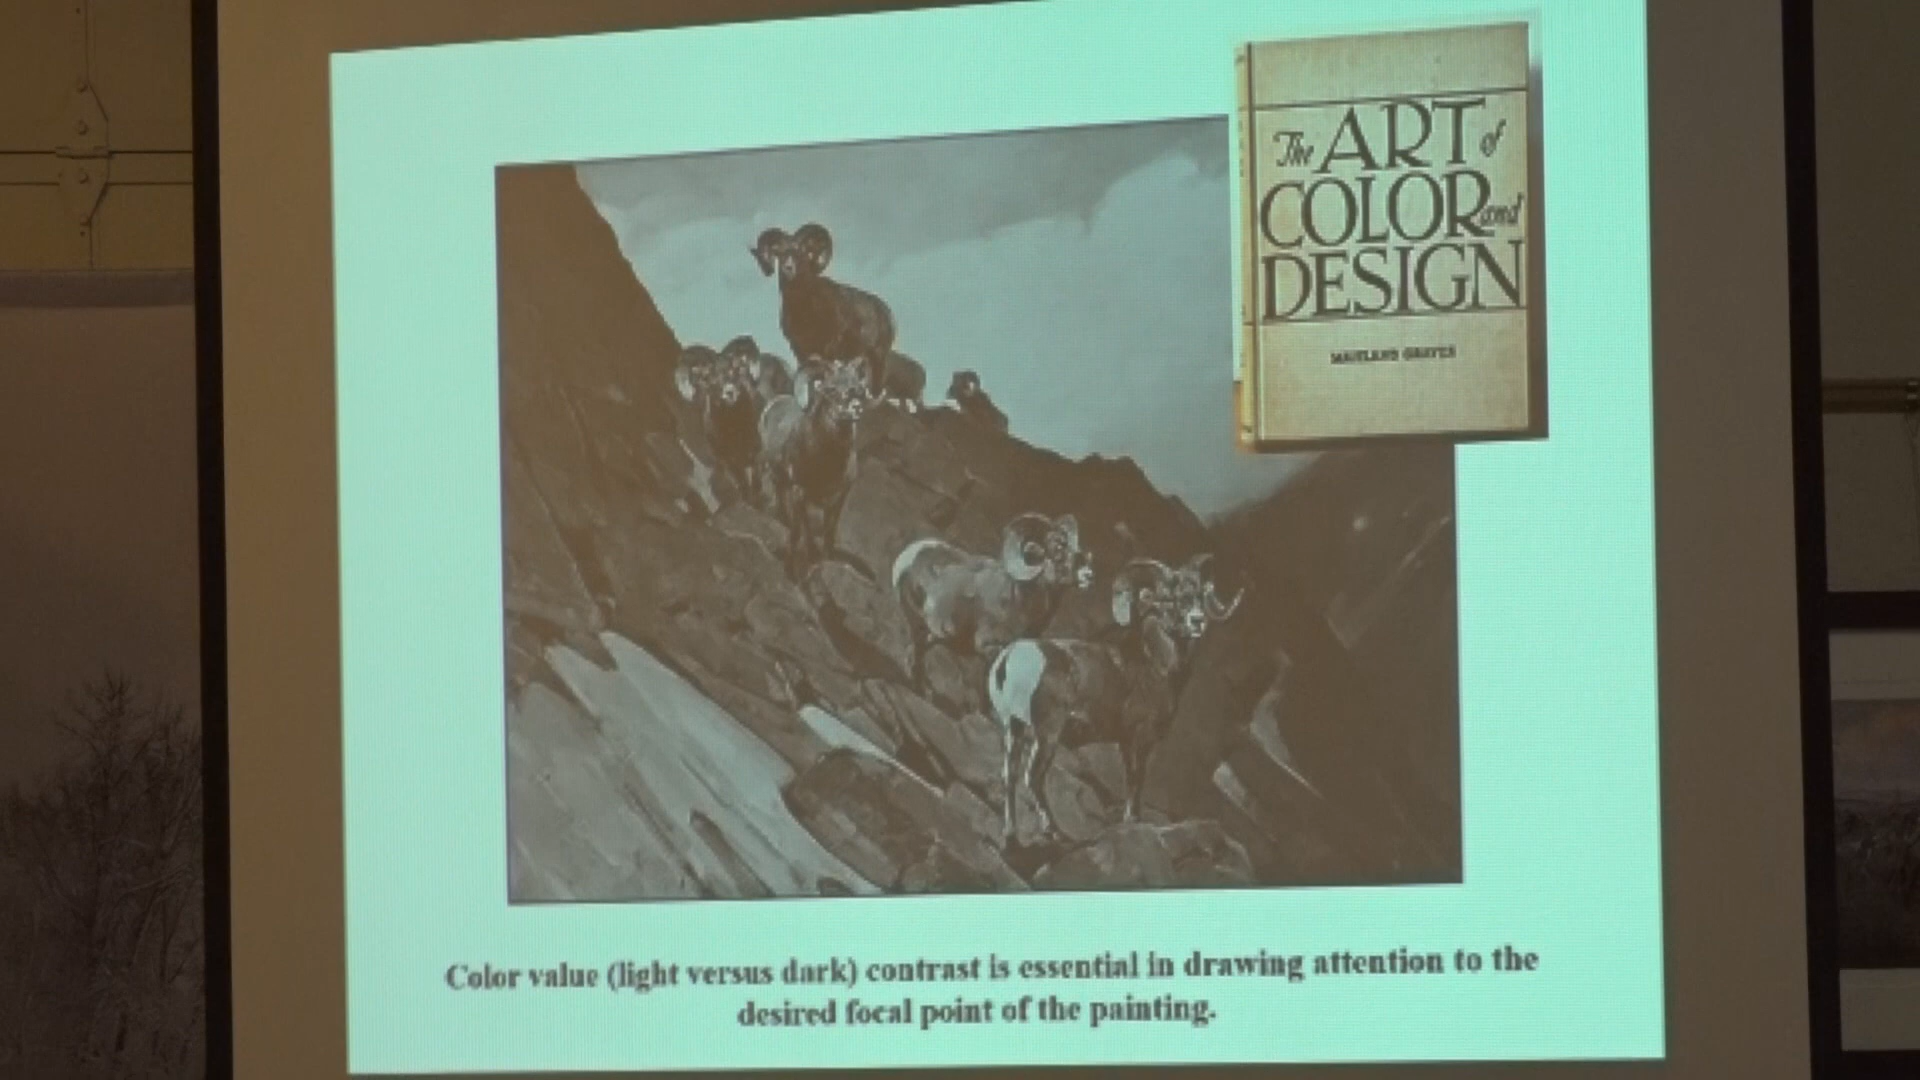 The ART of
COLOR and
DESIGN
MAITLAND GRAVES
Color value (light versus dark) contrast is essential in drawing attention to the
desired focal point of the painting.